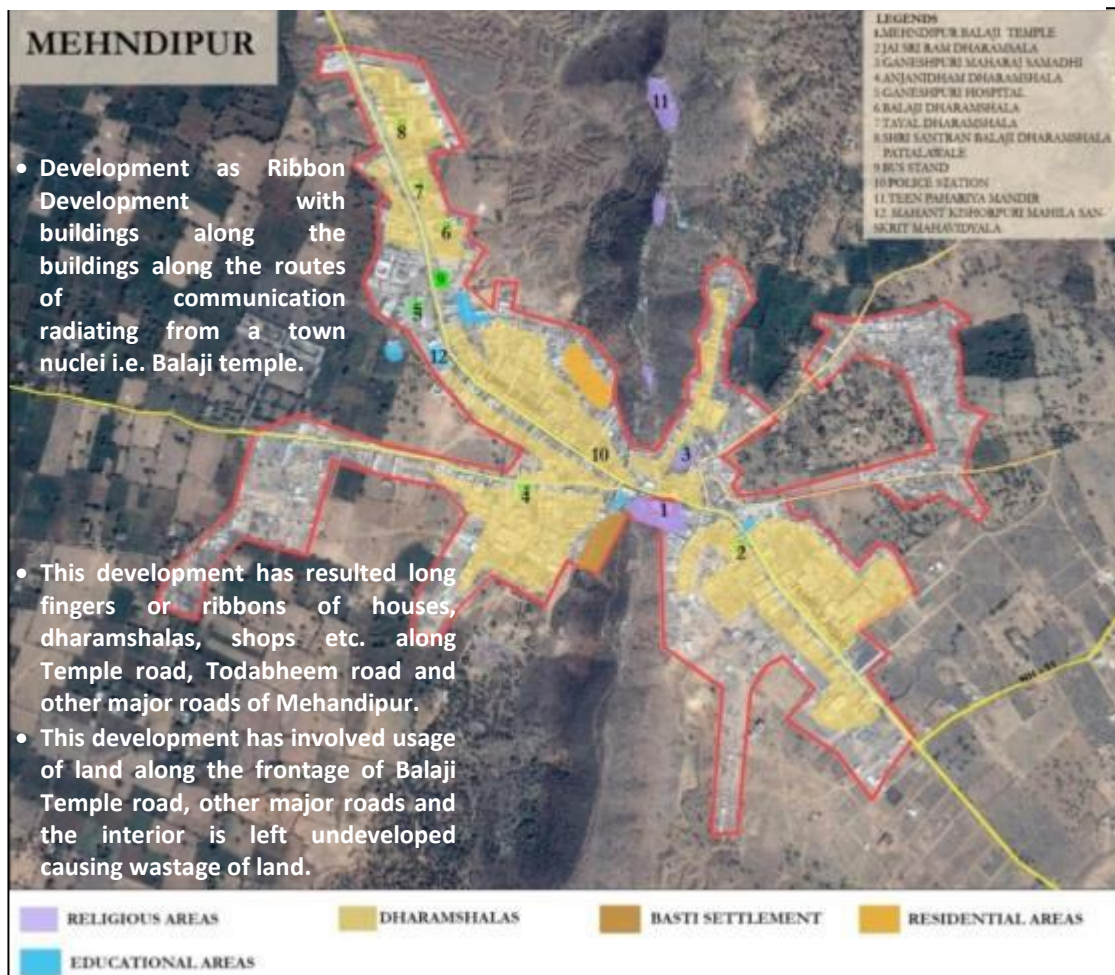 MEHNDIPUR
LEGENDS
1.MEHNDIPUR BALAJI TEMPLE
2 JAI SRI RAM DHARAMSALA
3 GANESHPURI MAHARAJ SAMADHI
4 ANJANIDHAM DHARAMSHALA
5 GANESHPURI HOSPITAL
6 BALAJI DHARAMSHALA
7 TAYAL DHARAMSHALA
8 SHRI SANTRAN BALAJI DHARAMSHALA
PATIALAWALE
9 BUS STAND
10 POLICE STATION
11 TEEN PAHARIYA MANDIR
12. MAHANT KISHORPURI MAHILA SAN-
SKRIT MAHAVIDYALA
• Development as Ribbon
Development with
buildings along the
buildings along the routes
of communication
radiating from a town
nuclei i.e. Balaji temple.
• This development has resulted long
fingers or ribbons of houses,
dharamshalas, shops etc. along
Temple road, Todabheem road and
other major roads of Mehandipur.
• This development has involved usage
of land along the frontage of Balaji
Temple road, other major roads and
the interior is left undeveloped
causing wastage of land.
11
8
7
6
9
12
10
3
4
1
2
RELIGIOUS AREAS
DHARAMSHALAS
BASTI SETTLEMENT
RESIDENTIAL AREAS
EDUCATIONAL AREAS